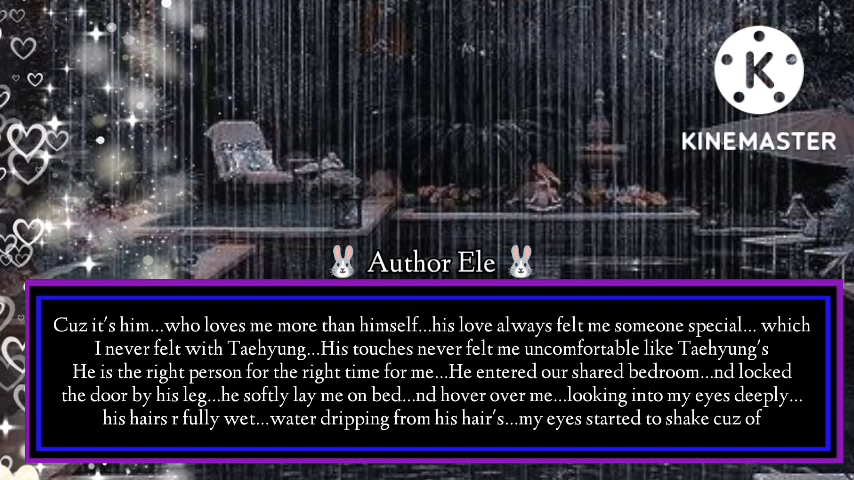 K
KINEMASTER
Author Ele
Cuz it's him...who loves me more than himself...his love always felt me someone special... which
I never felt with Taehyung...His touches never felt me uncomfortable like Taehyung's
He is the right person for the right time for me...He entered our shared bedroom...nd locked
the door by his leg...he softly lay me on bed...nd hover over me...looking into my eyes deeply...
his hairs r fully wet...water dripping from his hair's...my eyes started to shake cuz of